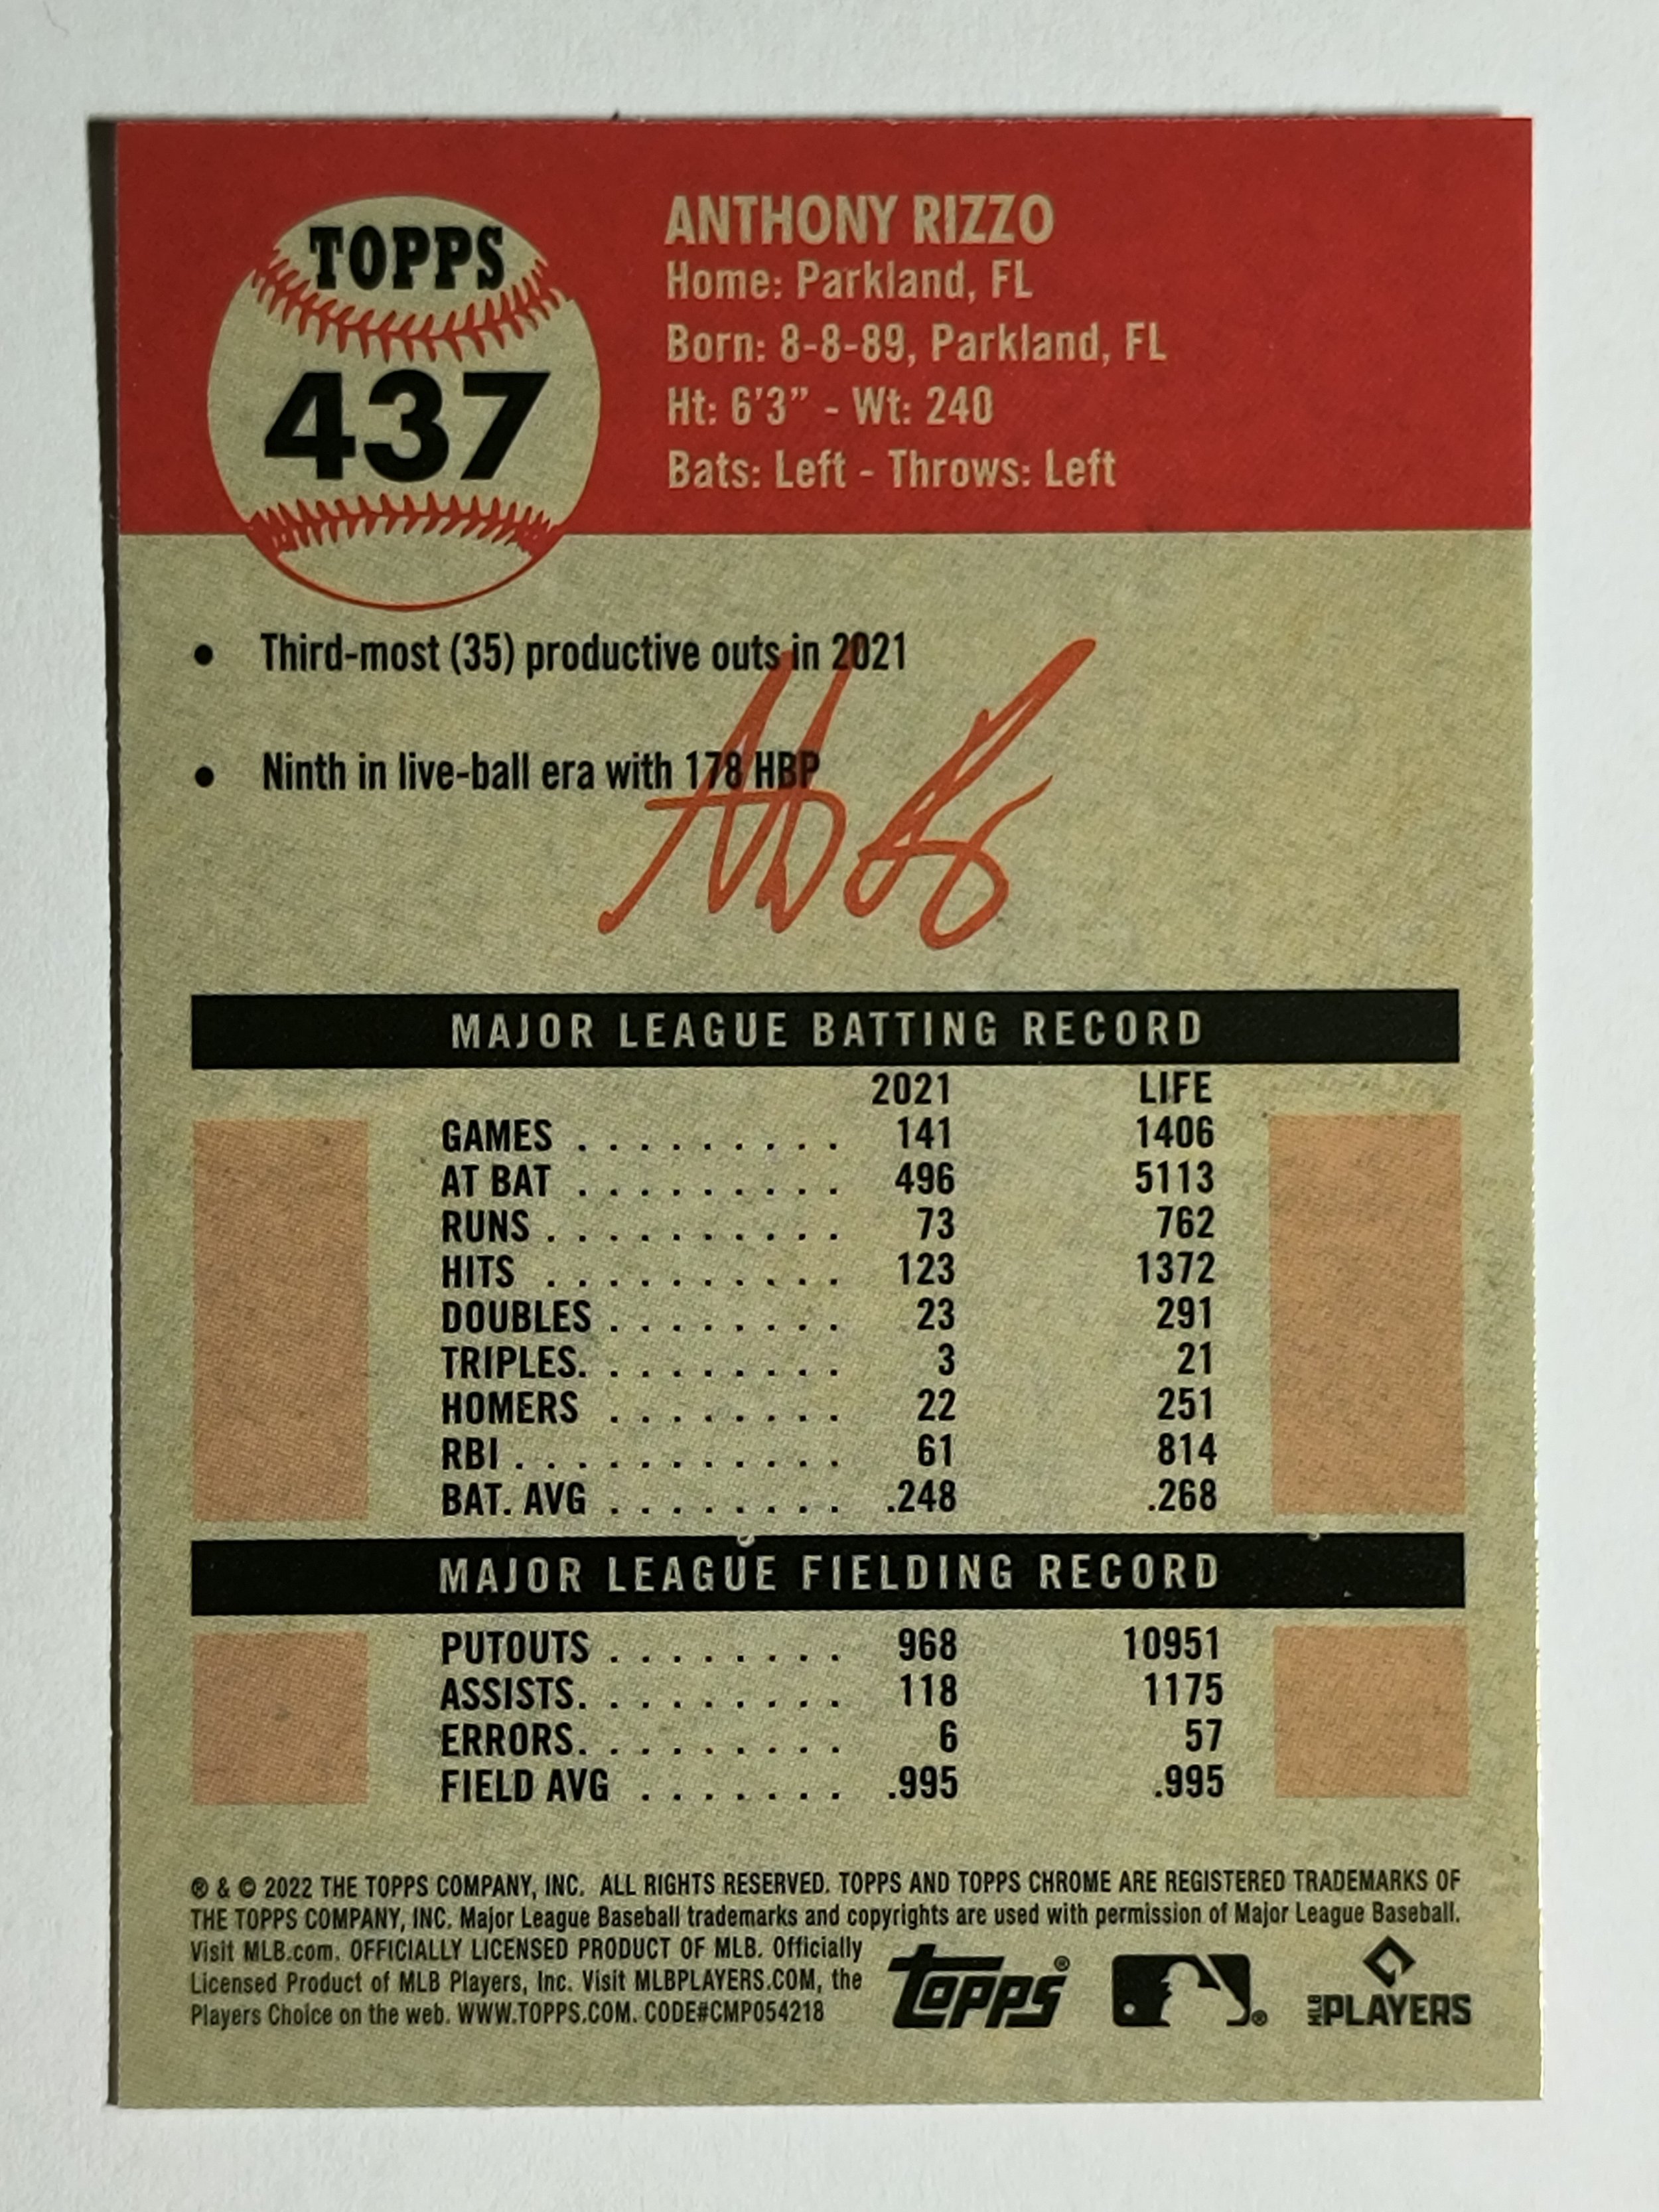 TOPPS
437
ANTHONY RIZZO
Home: Parkland, FL
Born: 8-8-89, Parkland, FL
Ht: 6'3” - Wt: 240
Bats: Left - Throws: Left
• Third-most (35) productive outs in 2021
• Ninth in live-ball era with 178 HBP
MAJOR LEAGUE BATTING RECORD
2021 LIFE
GAMES . . . . . . . . . 141 1406
AT BAT . . . . . . . . . 496 5113
RUNS . . . . . . . . . . 73 762
HITS . . . . . . . . . . 123 1372
DOUBLES . . . . . . . . 23 291
TRIPLES. . . . . . . . . 3 21
HOMERS . . . . . . . . 22 251
RBI . . . . . . . . . . . 61 814
BAT. AVG . . . . . . . . .248 .268
MAJOR LEAGUE FIELDING RECORD
PUTOUTS . . . . . . . . 968 10951
ASSISTS. . . . . . . . . 118 1175
ERRORS. . . . . . . . . 6 57
FIELD AVG . . . . . . . .995 .995
® & © 2022 THE TOPPS COMPANY, INC. ALL RIGHTS RESERVED. TOPPS AND TOPPS CHROME ARE REGISTERED TRADEMARKS OF
THE TOPPS COMPANY, INC. Major League Baseball trademarks and copyrights are used with permission of Major League Baseball.
Visit MLB.com. OFFICIALLY LICENSED PRODUCT OF MLB. Officially
Licensed Product of MLB Players, Inc. Visit MLBPLAYERS.COM, the
Players Choice on the web. WWW.TOPPS.COM. CODE#CMP054218
topps®
®
MLB PLAYERS